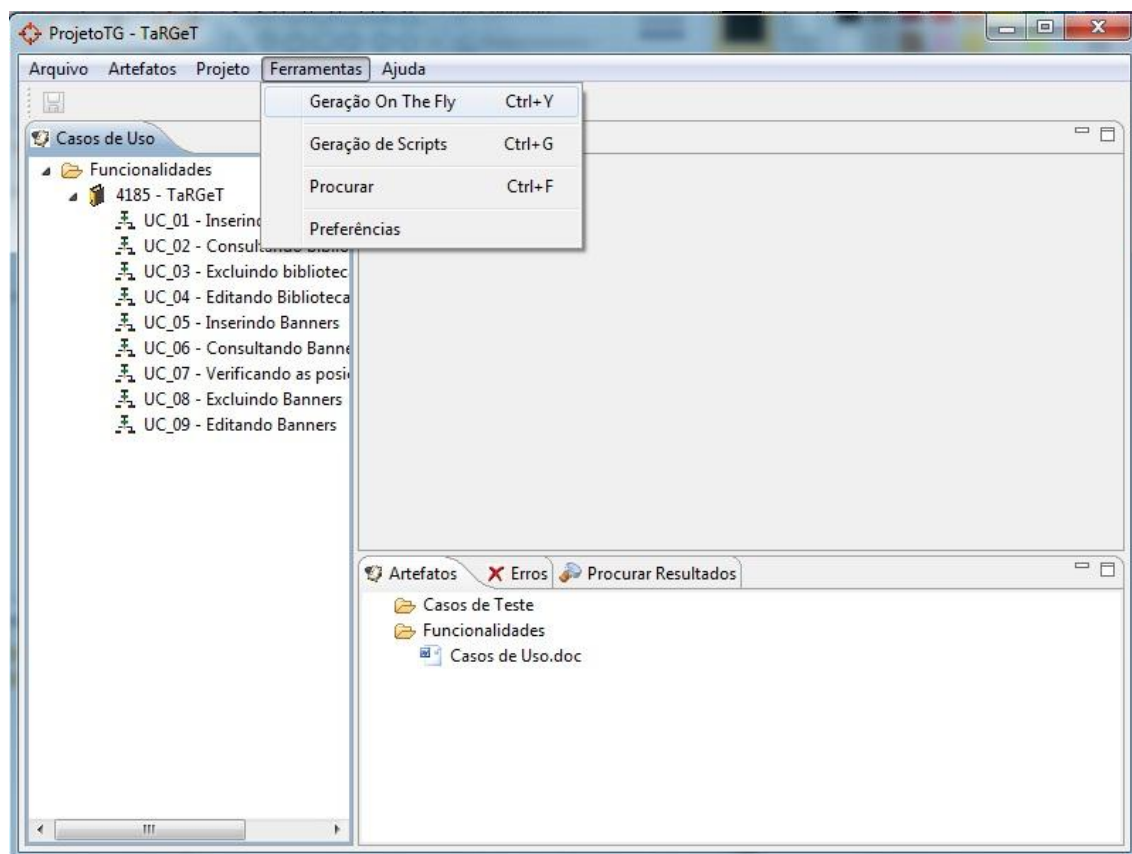 ProjetoTG - TaRGeT
Arquivo Artefatos Projeto Ferramentas Ajuda
Geração On The Fly Ctrl+Y
Geração de Scripts Ctrl+G
Procurar Ctrl+F
Preferências
Casos de Uso
Funcionalidades
4185 - TaRGeT
UC_01 - Inserind
UC_02 - Consul
UC_03 - Excluindo bibliotec
UC_04 - Editando Biblioteca
UC_05 - Inserindo Banners
UC_06 - Consultando Banne
UC_07 - Verificando as posi
UC_08 - Excluindo Banners
UC_09 - Editando Banners
Artefatos Erros Procurar Resultados
Casos de Teste
Funcionalidades
Casos de Uso.doc